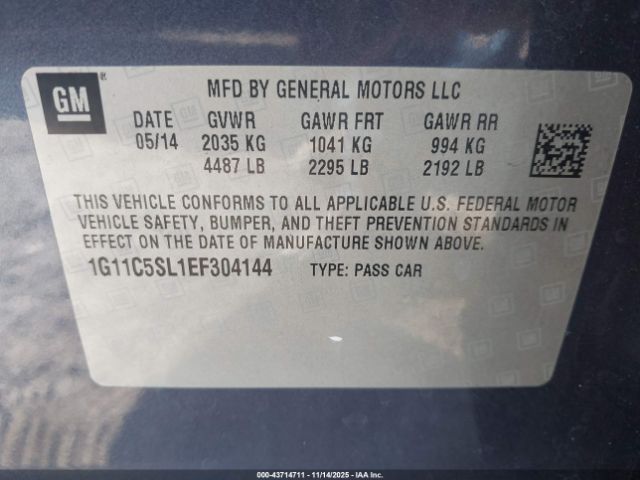 GM
®
MFD BY GENERAL MOTORS LLC
DATE GVWR GAWR FRT GAWR RR
05/14 2035 KG 1041 KG 994 KG
4487 LB 2295 LB 2192 LB
THIS VEHICLE CONFORMS TO ALL APPLICABLE U.S. FEDERAL MOTOR
VEHICLE SAFETY, BUMPER, AND THEFT PREVENTION STANDARDS IN
EFFECT ON THE DATE OF MANUFACTURE SHOWN ABOVE.
1G11C5SL1EF304144 TYPE: PASS CAR
000-43714711 - 11/14/2025 - IAA Inc.